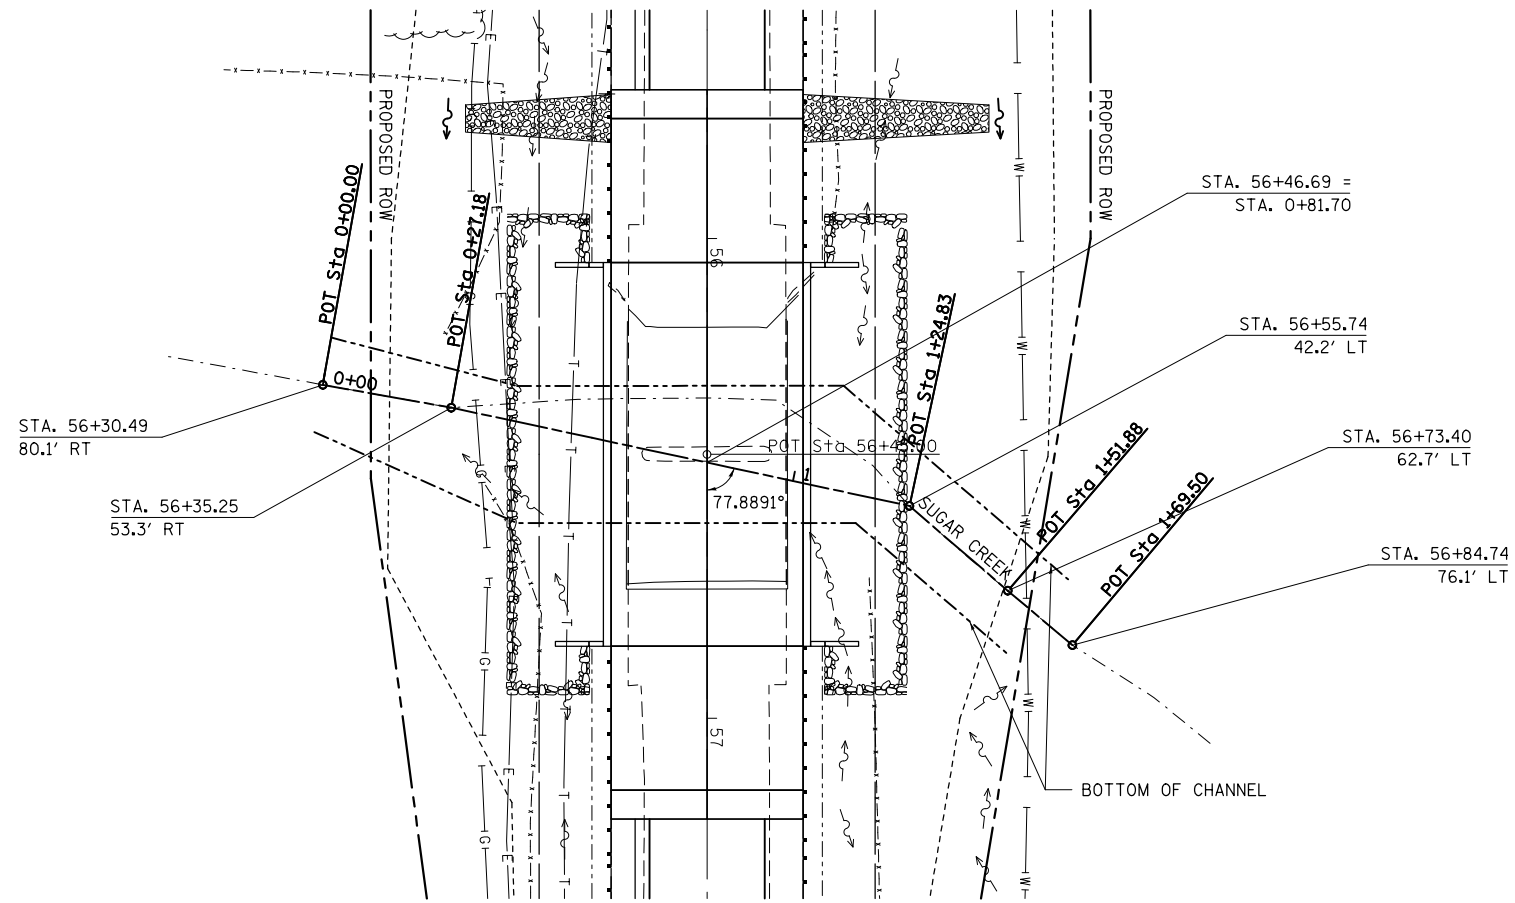 PROPOSED ROW
PROPOSED ROW
STA. 56+46.69 =
STA. 0+81.70
POT Sta 0+00.00
POT Sta 0+27.18
56
POT Sta 1+24.83
STA. 56+55.74
42.2' LT
0+00
STA. 56+30.49
80.1' RT
STA. 56+73.40
62.7' LT
POT Sta 1+51.88
1
77.8891°
SUGAR CREEK
POT Sta 1+69.50
STA. 56+35.25
53.3' RT
STA. 56+84.74
76.1' LT
57
BOTTOM OF CHANNEL
E
E
E
E
E
G
G
G
T
T
T
T
T
W
W
W
W
W
W